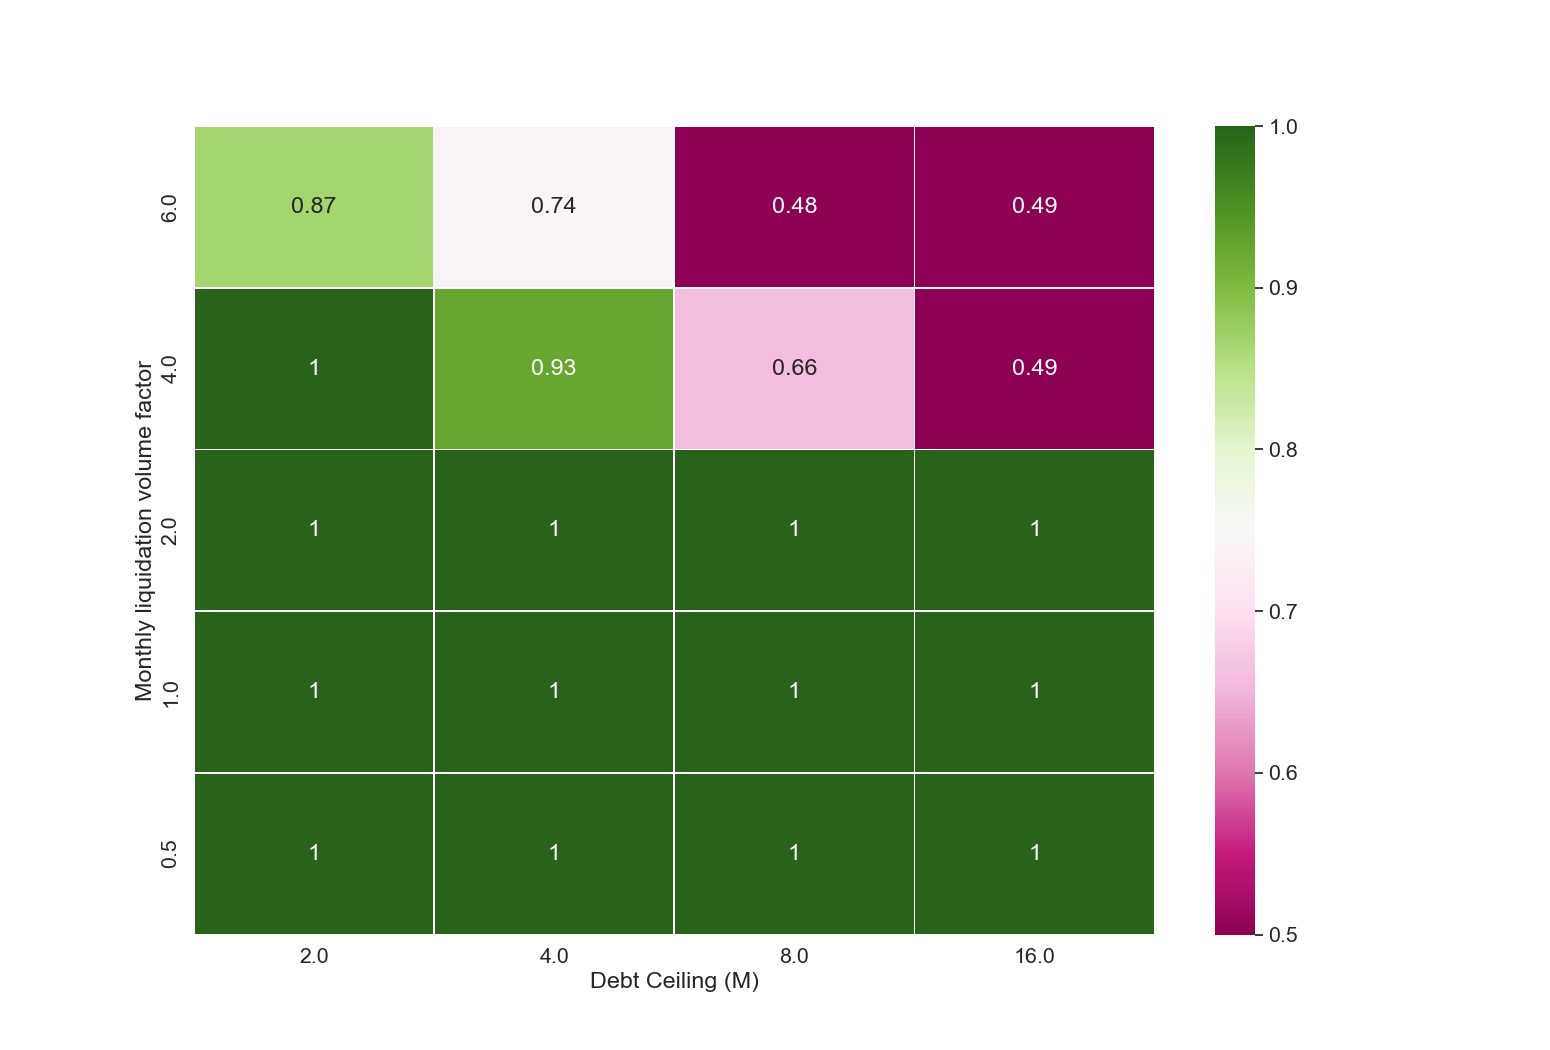 Monthly liquidation volume factor
6.0 0.87 0.74 0.48 0.49
4.0 1 0.93 0.66 0.49
2.0 1 1 1 1
1.0 1 1 1 1
0.5 1 1 1 1
2.0 4.0 8.0 16.0
Debt Ceiling (M)
1.0
0.9
0.8
0.7
0.6
0.5